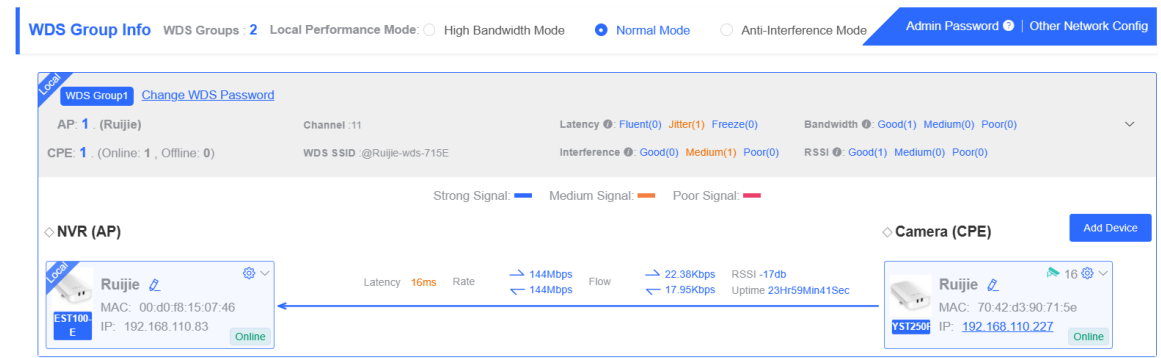 WDS Group Info WDS Groups : 2 Local Performance Mode: High Bandwidth Mode Normal Mode Anti-Interference Mode Admin Password ? | Other Network Config
Local WDS Group1 Change WDS Password
AP: 1 . (Ruijie) Channel :11 Latency : Fluent(0) Jitter(1) Freeze(0) Bandwidth : Good(1) Medium(0) Poor(0)
CPE: 1 . (Online: 1 , Offline: 0) WDS SSID :@Ruijie-wds-715E Interference : Good(0) Medium(1) Poor(0) RSSI : Good(1) Medium(0) Poor(0)
Strong Signal: Medium Signal: Poor Signal:
NVR (AP) Camera (CPE) Add Device
Local Ruijie Latency 16ms Rate 144Mbps 144Mbps Flow 22.38Kbps 17.95Kbps RSSI -17db Uptime 23Hr59Min41Sec Ruijie 16
MAC: 00:d0:f8:15:07:46 MAC: 70:42:d3:90:71:5e
EST100-E IP: 192.168.110.83 YST250F IP: 192.168.110.227
Online Online